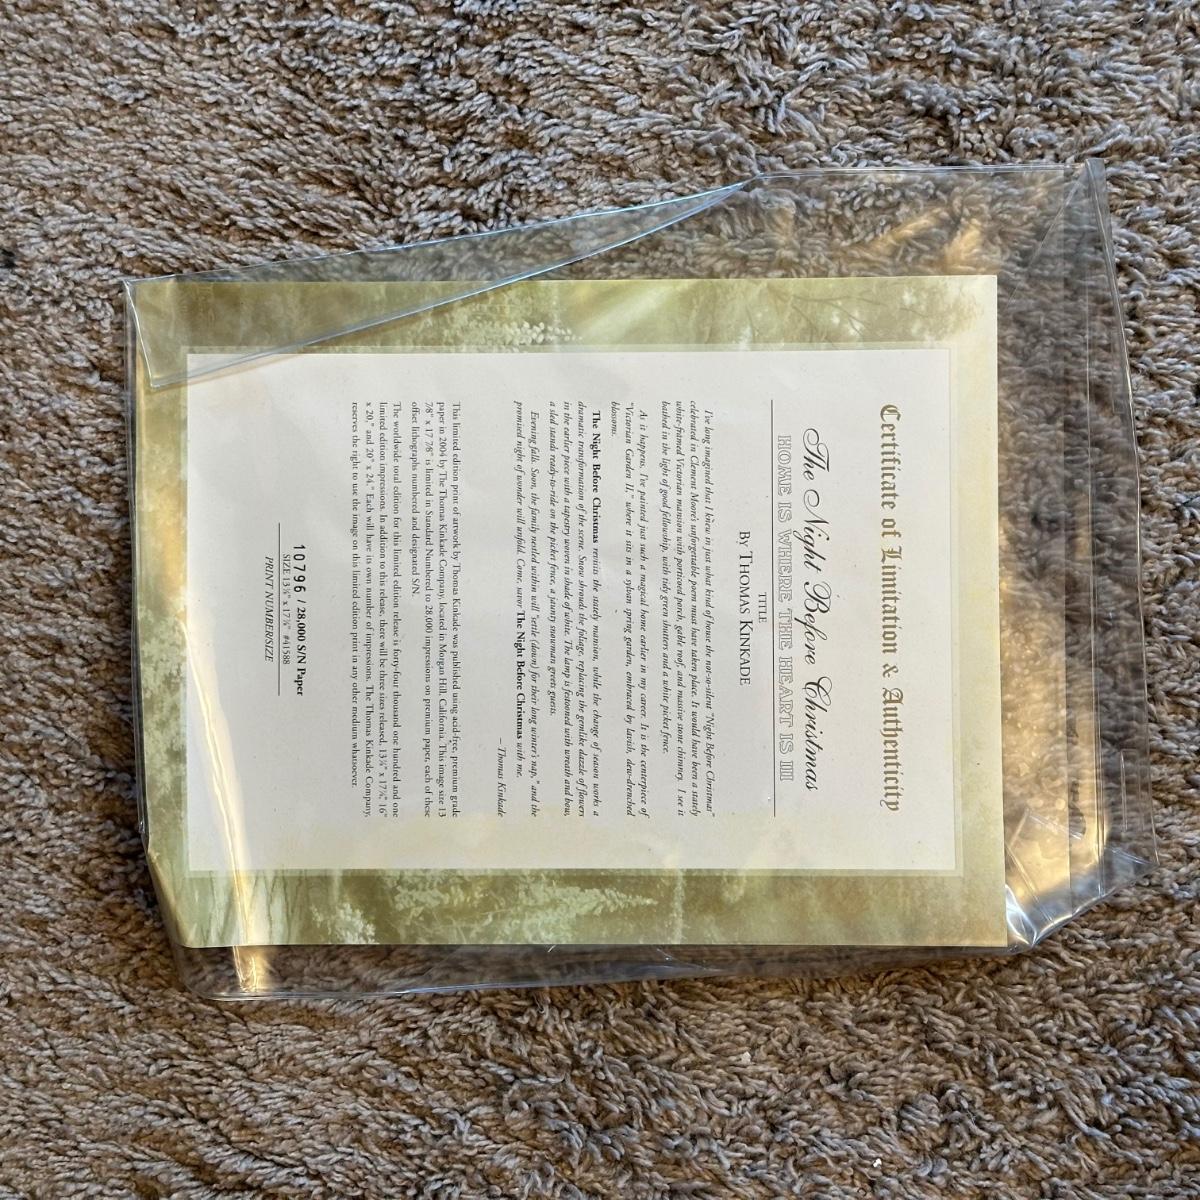 Certificate of Limitation & Authenticity
The Night Before Christmas
HOME IS WHERE THE HEART IS III
TITLE
BY THOMAS KINKADE
I've long imagined that I knew in just what kind of house the not-so-silent "Night Before Christmas"
celebrated in Clement Moore's unforgettable poem must have taken place. It would have been a stately
white-framed Victorian mansion with porticoed porch, gable roof, and massive stone chimney. I see it
bathed in the light of good fellowship, with tidy green shutters and a white picket fence.
As it happens, I've painted just such a magical home earlier in my career. It is the centerpiece of
"Victorian Garden II," where it sits in a sylvan spring garden, embraced by lavish, dew-drenched
blossoms.
The Night Before Christmas revisits the stately mansion, while the change of season works a
dramatic transformation of the scene. Snow shrouds the foliage, replacing the gemlike dazzle of flowers
in the earlier piece with a tapestry woven in shades of white. The lamp is festooned with wreath and bow,
a sled stands ready-to-ride on the picket fence, a jaunty snowman greets guests.
Evening falls. Soon, the family nestled within will "settle (down) for their long winter's nap," and the
promised night of wonder will unfold. Come, savor The Night Before Christmas with me.
– Thomas Kinkade
This limited edition print of artwork by Thomas Kinkade was published using acid-free, premium grade
paper in 2004 by The Thomas Kinkade Company, located in Morgan Hill, California. This image size 13
7/8" x 17 7/8" is limited in Standard Numbered to 28,000 impressions on premium paper, each of these
offset lithographs numbered and designated S/N.
The worldwide total edition for this limited edition release is forty-four thousand one hundred and one
limited edition impressions. In addition to this release, there will be three sizes released, 13⅞" x 17⅞," 16"
x 20," and 20" x 24." Each will have its own number of impressions. The Thomas Kinkade Company,
reserves the right to use the image on this limited edition print in any other medium whatsoever.
10796 / 28,000 S/N Paper
SIZE 13⅞" x 17⅞" #41588
PRINT NUMBER/SIZE